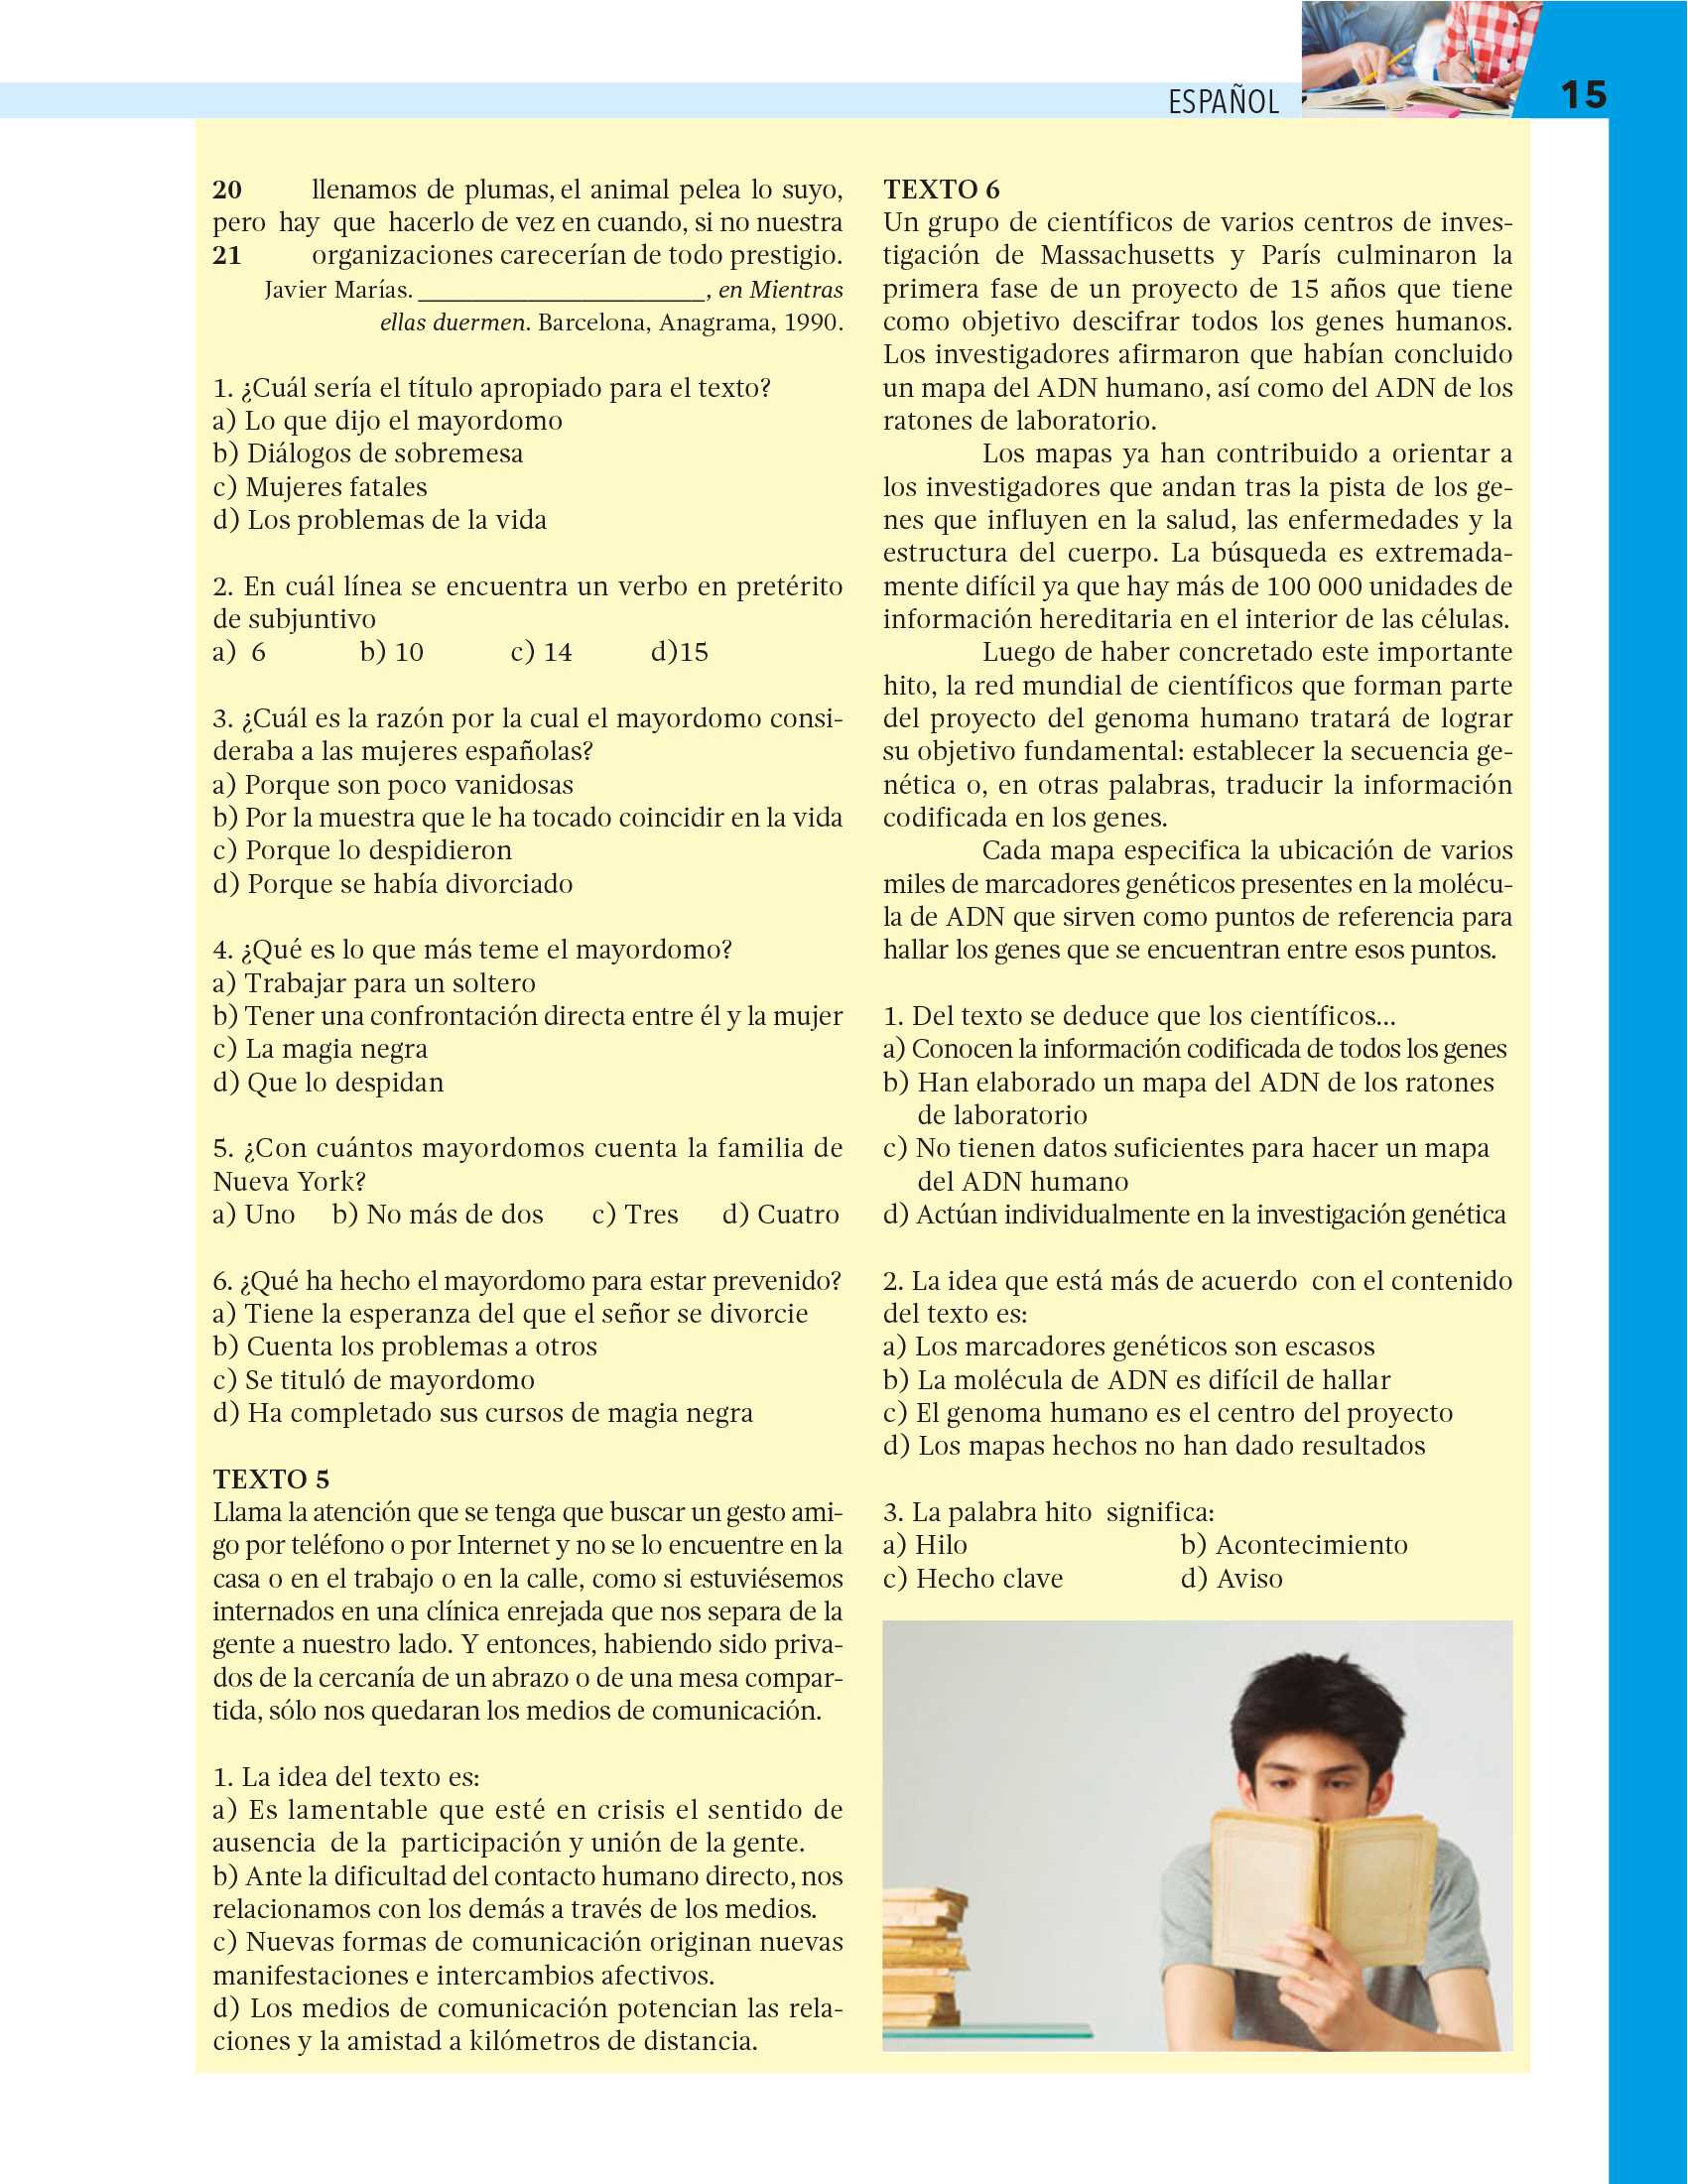 ESPAÑOL
15
20 llenamos de plumas, el animal pelea lo suyo,
pero hay que hacerlo de vez en cuando, si no nuestra
21 organizaciones carecerían de todo prestigio.
Javier Marías. ______________________, en Mientras
ellas duermen. Barcelona, Anagrama, 1990.
1. ¿Cuál sería el título apropiado para el texto?
a) Lo que dijo el mayordomo
b) Diálogos de sobremesa
c) Mujeres fatales
d) Los problemas de la vida
2. En cuál línea se encuentra un verbo en pretérito
de subjuntivo
a) 6 b) 10 c) 14 d)15
3. ¿Cuál es la razón por la cual el mayordomo consi-
deraba a las mujeres españolas?
a) Porque son poco vanidosas
b) Por la muestra que le ha tocado coincidir en la vida
c) Porque lo despidieron
d) Porque se había divorciado
4. ¿Qué es lo que más teme el mayordomo?
a) Trabajar para un soltero
b) Tener una confrontación directa entre él y la mujer
c) La magia negra
d) Que lo despidan
5. ¿Con cuántos mayordomos cuenta la familia de
Nueva York?
a) Uno b) No más de dos c) Tres d) Cuatro
6. ¿Qué ha hecho el mayordomo para estar prevenido?
a) Tiene la esperanza del que el señor se divorcie
b) Cuenta los problemas a otros
c) Se tituló de mayordomo
d) Ha completado sus cursos de magia negra
TEXTO 5
Llama la atención que se tenga que buscar un gesto ami-
go por teléfono o por Internet y no se lo encuentre en la
casa o en el trabajo o en la calle, como si estuviésemos
internados en una clínica enrejada que nos separa de la
gente a nuestro lado. Y entonces, habiendo sido priva-
dos de la cercanía de un abrazo o de una mesa compar-
tida, sólo nos quedaran los medios de comunicación.
1. La idea del texto es:
a) Es lamentable que esté en crisis el sentido de
ausencia de la participación y unión de la gente.
b) Ante la dificultad del contacto humano directo, nos
relacionamos con los demás a través de los medios.
c) Nuevas formas de comunicación originan nuevas
manifestaciones e intercambios afectivos.
d) Los medios de comunicación potencian las rela-
ciones y la amistad a kilómetros de distancia.
TEXTO 6
Un grupo de científicos de varios centros de inves-
tigación de Massachusetts y París culminaron la
primera fase de un proyecto de 15 años que tiene
como objetivo descifrar todos los genes humanos.
Los investigadores afirmaron que habían concluido
un mapa del ADN humano, así como del ADN de los
ratones de laboratorio.
Los mapas ya han contribuido a orientar a
los investigadores que andan tras la pista de los ge-
nes que influyen en la salud, las enfermedades y la
estructura del cuerpo. La búsqueda es extremada-
mente difícil ya que hay más de 100 000 unidades de
información hereditaria en el interior de las células.
Luego de haber concretado este importante
hito, la red mundial de científicos que forman parte
del proyecto del genoma humano tratará de lograr
su objetivo fundamental: establecer la secuencia ge-
nética o, en otras palabras, traducir la información
codificada en los genes.
Cada mapa especifica la ubicación de varios
miles de marcadores genéticos presentes en la molécu-
la de ADN que sirven como puntos de referencia para
hallar los genes que se encuentran entre esos puntos.
1. Del texto se deduce que los científicos...
a) Conocen la información codificada de todos los genes
b) Han elaborado un mapa del ADN de los ratones
de laboratorio
c) No tienen datos suficientes para hacer un mapa
del ADN humano
d) Actúan individualmente en la investigación genética
2. La idea que está más de acuerdo con el contenido
del texto es:
a) Los marcadores genéticos son escasos
b) La molécula de ADN es difícil de hallar
c) El genoma humano es el centro del proyecto
d) Los mapas hechos no han dado resultados
3. La palabra hito significa:
a) Hilo b) Acontecimiento
c) Hecho clave d) Aviso